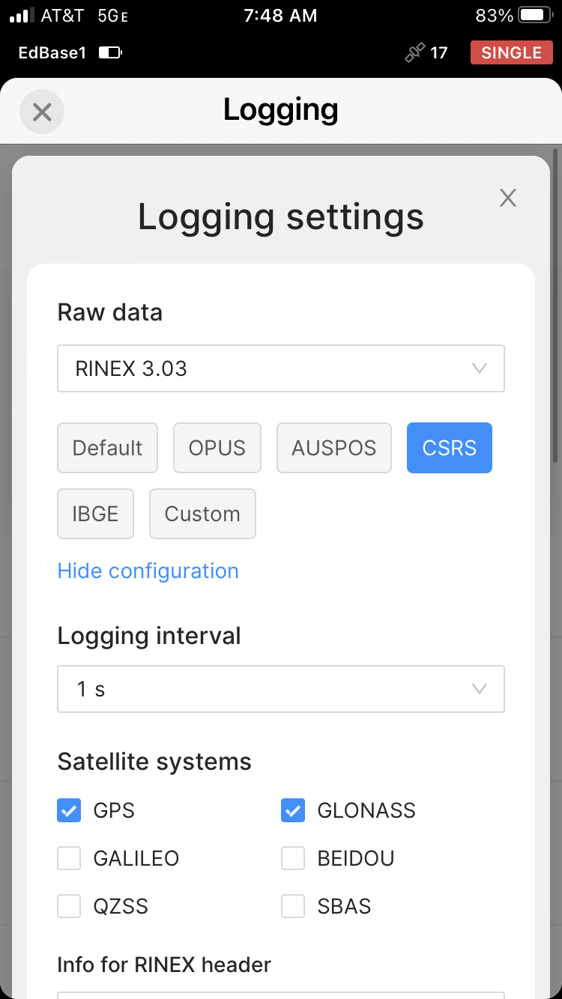 AT&T 5GE 7:48 AM 83%
EdBase1 17 SINGLE
Logging
Logging settings
Raw data
RINEX 3.03
Default OPUS AUSPOS CSRS
IBGE Custom
Hide configuration
Logging interval
1 s
Satellite systems
GPS GLONASS
GALILEO BEIDOU
QZSS SBAS
Info for RINEX header